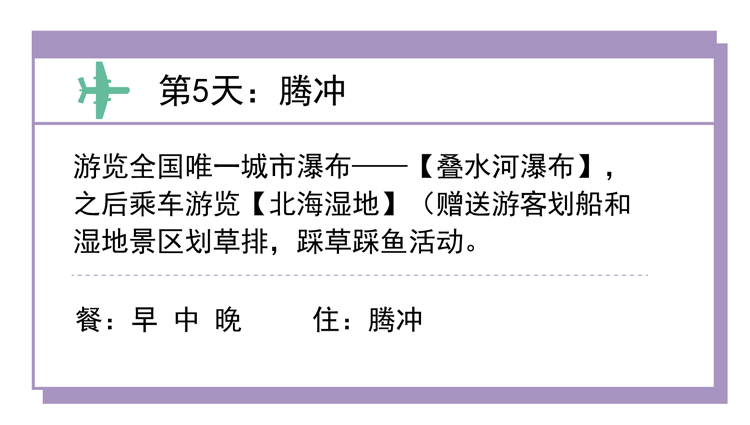 第5天：腾冲
游览全国唯一城市瀑布——【叠水河瀑布】，
之后乘车游览【北海湿地】（赠送游客划船和
湿地景区划草排，踩草踩鱼活动。
餐：早 中 晚 住：腾冲